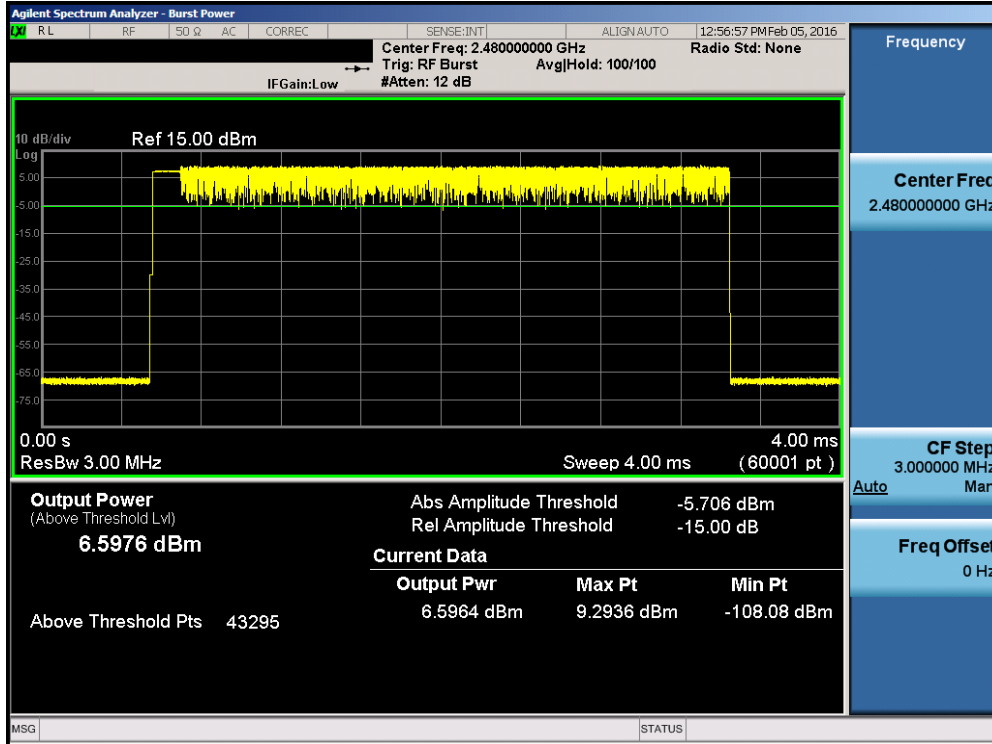 Agilent Spectrum Analyzer - Burst Power
LXI RL RF 50 Ω AC CORREC SENSE:INT ALIGN AUTO 12:56:57 PM Feb 05, 2016
Center Freq: 2.480000000 GHz Radio Std: None
Trig: RF Burst Avg|Hold: 100/100
IFGain:Low #Atten: 12 dB
10 dB/div Ref 15.00 dBm
Log
5.00
-5.00
-15.0
-25.0
-35.0
-45.0
-55.0
-65.0
-75.0
0.00 s 4.00 ms
ResBw 3.00 MHz Sweep 4.00 ms (60001 pt)
Output Power
(Above Threshold Lvl)
6.5976 dBm
Above Threshold Pts 43295
Abs Amplitude Threshold -5.706 dBm
Rel Amplitude Threshold -15.00 dB
Current Data
Output Pwr Max Pt Min Pt
6.5964 dBm 9.2936 dBm -108.08 dBm
MSG STATUS
Frequency
Center Freq
2.480000000 GHz
CF Step
3.000000 MHz
Auto Man
Freq Offset
0 Hz